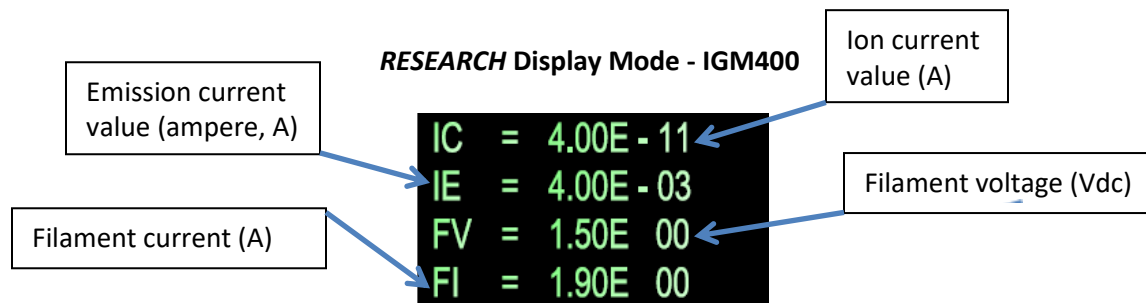 RESEARCH Display Mode - IGM400
Ion current
value (A)
Emission current
value (ampere, A)
IC = 4.00E - 11
IE = 4.00E - 03
FV = 1.50E 00
FI = 1.90E 00
Filament voltage (Vdc)
Filament current (A)